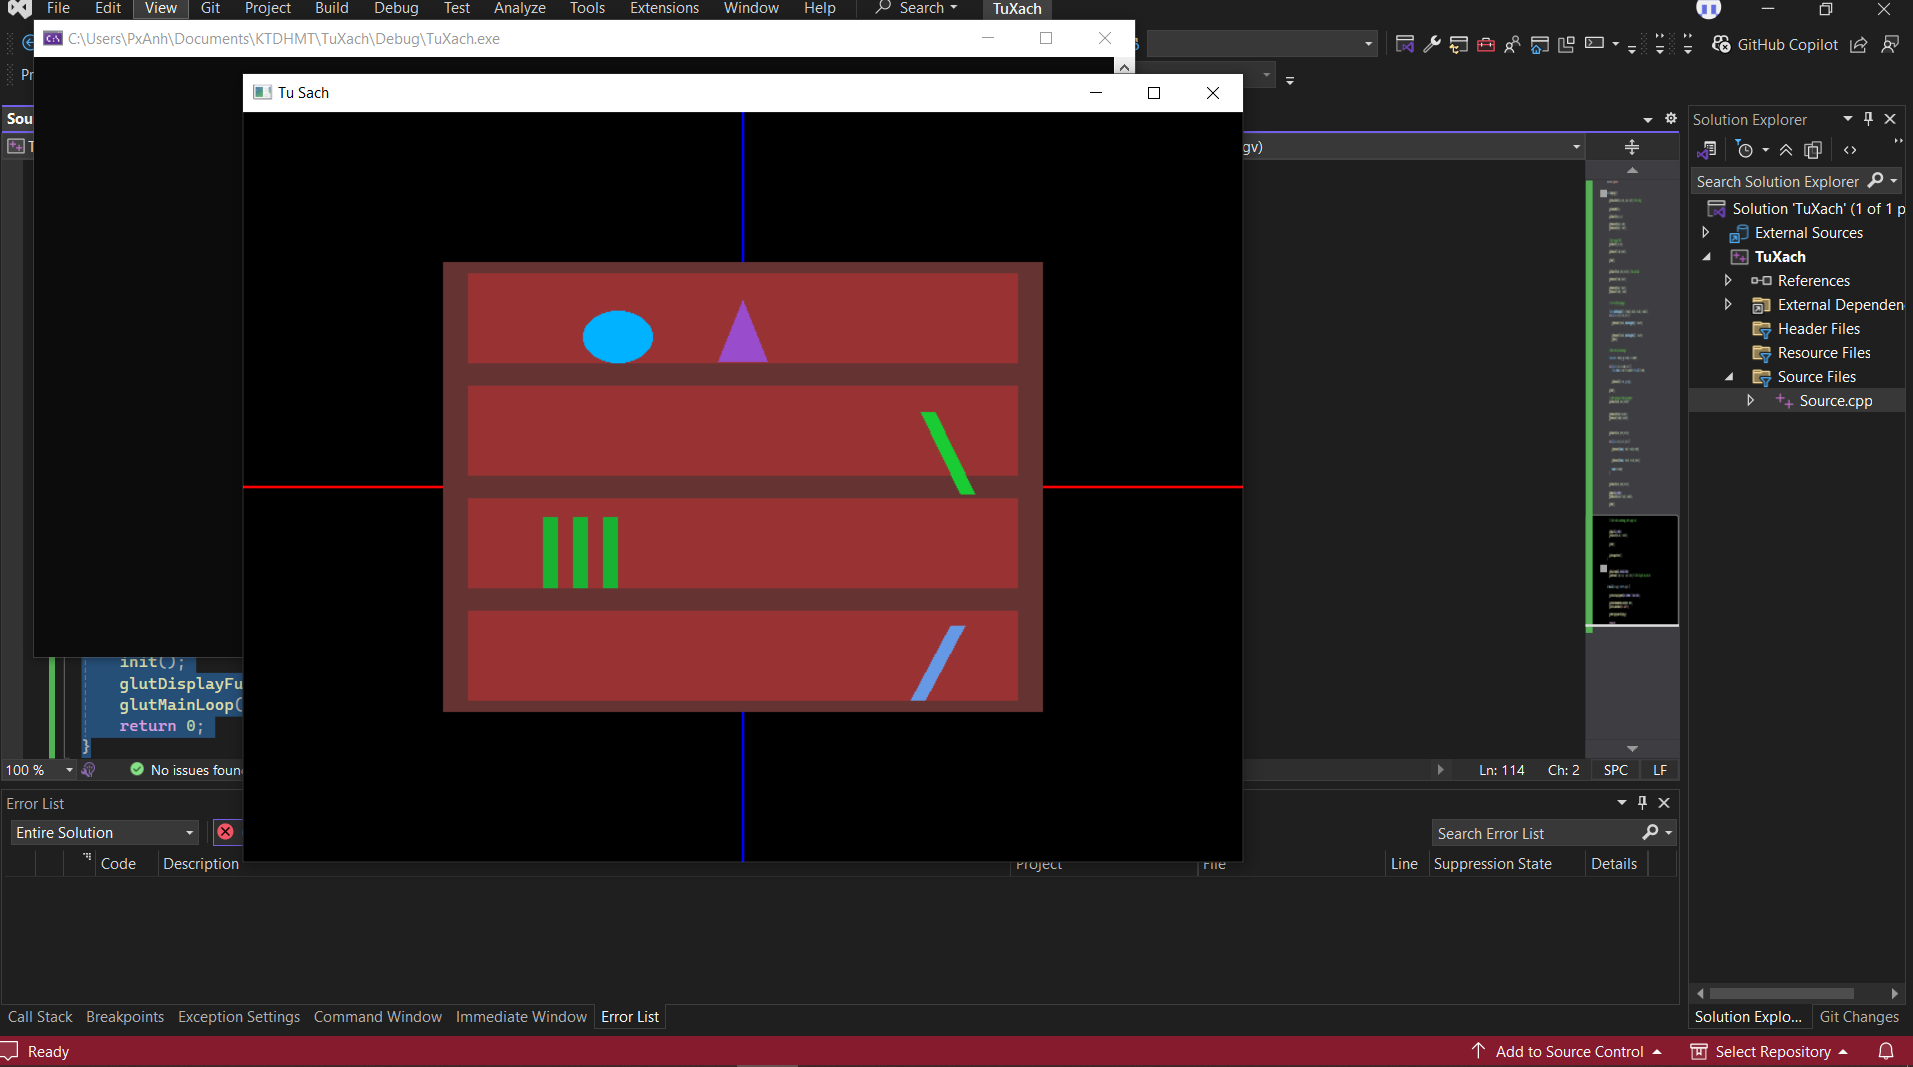 File Edit View Git Project Build Debug Test Analyze Tools Extensions Window Help Search TuXach
C:\Users\PxAnh\Documents\KTDHMT\TuXach\Debug\TuXach.exe
GitHub Copilot
Pr
Tu Sach
Sou
gv)
Solution Explorer
Search Solution Explorer
Solution 'TuXach' (1 of 1 p
External Sources
TuXach
References
External Dependen
Header Files
Resource Files
Source Files
Source.cpp
init();
glutDisplayFu
glutMainLoop(
return 0;
}
100 % No issues foun Ln: 114 Ch: 2 SPC LF
Error List
Entire Solution
Search Error List
Code Description Project File Line Suppression State Details
Call Stack Breakpoints Exception Settings Command Window Immediate Window Error List
Solution Explo... Git Changes
Ready
Add to Source Control Select Repository